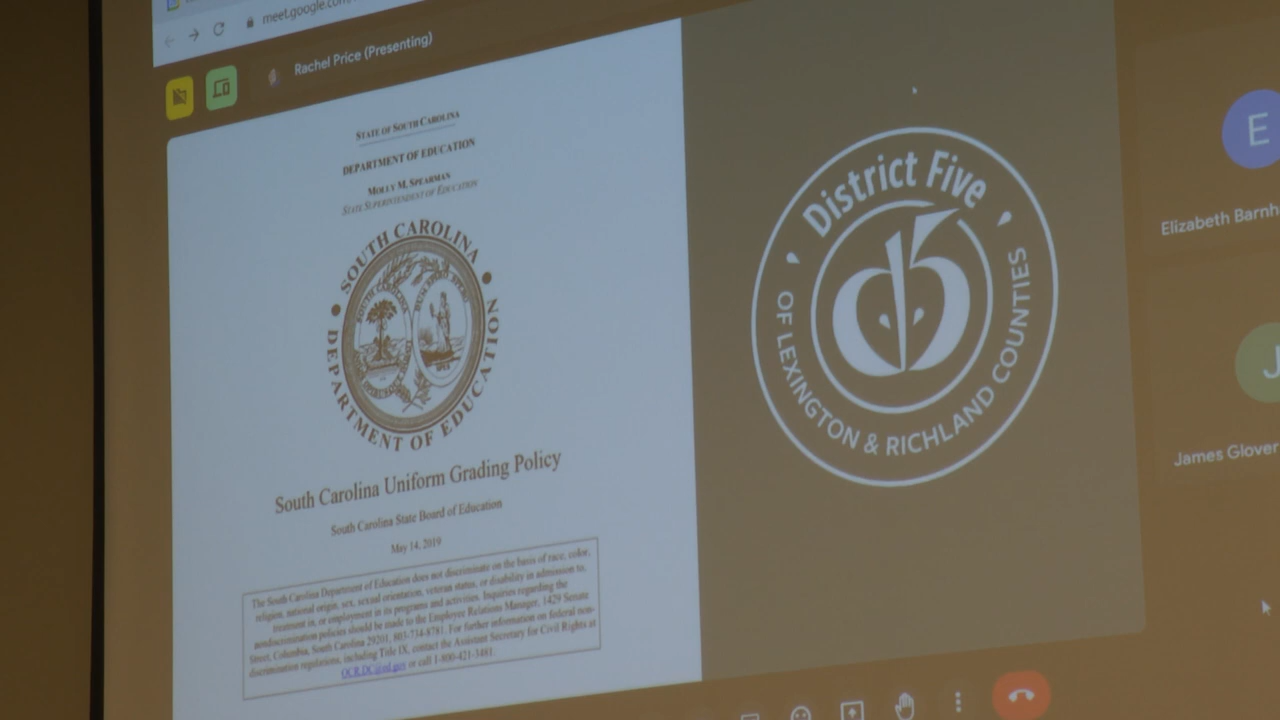 meet.google.com/
Rachel Price (Presenting)
STATE OF SOUTH CAROLINA
DEPARTMENT OF EDUCATION
MOLLY M. SPEARMAN
STATE SUPERINTENDENT OF EDUCATION
SOUTH CAROLINA
DEPARTMENT OF EDUCATION
South Carolina Uniform Grading Policy
South Carolina State Board of Education
May 14, 2019
The South Carolina Department of Education does not discriminate on the basis of race, color,
religion, national origin, sex, sexual orientation, veteran status, or disability in admission to,
treatment in, or employment in its programs and activities. Inquiries regarding the
nondiscrimination policies should be made to the Employee Relations Manager, 1429 Senate
Street, Columbia, South Carolina 29201, 803-734-8781. For further information on federal non-
discrimination regulations, including Title IX, contact the Assistant Secretary for Civil Rights at
OCR.DC@ed.gov or call 1-800-421-3481.
District Five
OF LEXINGTON & RICHLAND COUNTIES
E
Elizabeth Barnh
J
James Glover